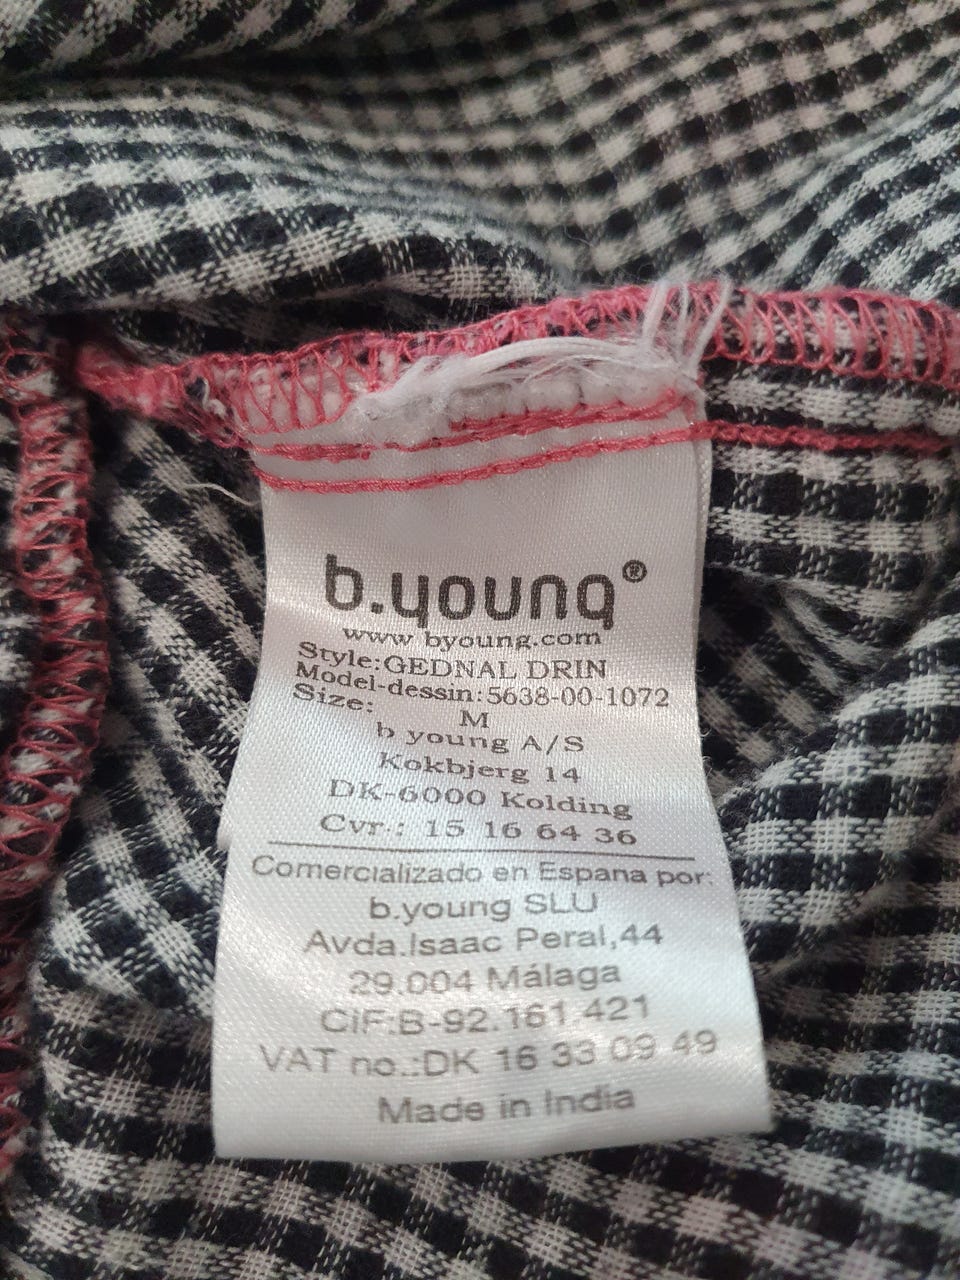 b.young®
www byoung.com
Style:GEDNAL DRIN
Model-dessin:5638-00-1072
Size:
M
b young A/S
Kokbjerg 14
DK-6000 Kolding
Cvr.: 15 16 64 36
Comercializado en Espana por:
b.young SLU
Avda.Isaac Peral,44
29.004 Málaga
CIF:B-92.161 421
VAT no.:DK 16 33 09 49
Made in India